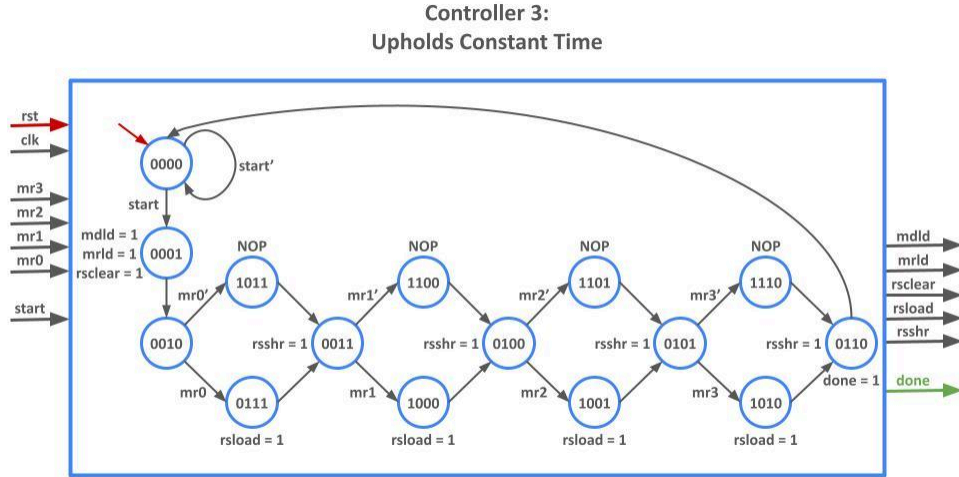 Controller 3:
Upholds Constant Time
rst
clk
mr3
mr2
mr1
mr0
start
0000
start’
start
mdld = 1
mrld = 1
rsclear = 1
0001
NOP
NOP
NOP
NOP
1011
1100
1101
1110
mr0’
mr1’
mr2’
mr3’
0010
rsshr = 1
0011
rsshr = 1
0100
rsshr = 1
0101
rsshr = 1
0110
done = 1
mr0
mr1
mr2
mr3
0111
1000
1001
1010
rsload = 1
rsload = 1
rsload = 1
rsload = 1
mdld
mrld
rsclear
rsload
rsshr
done